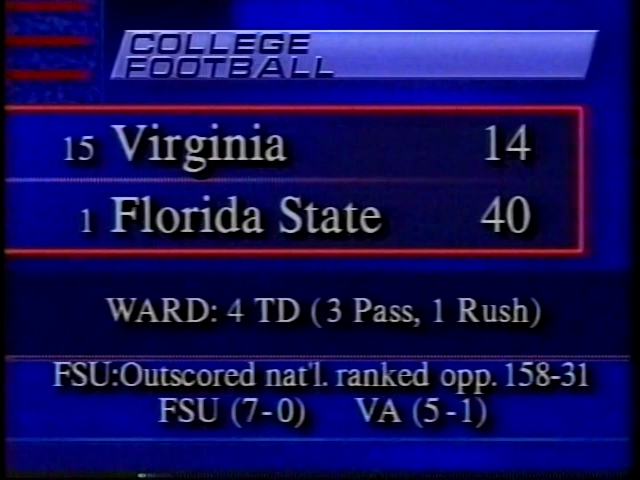 COLLEGE
FOOTBALL
15 Virginia 14
1 Florida State 40
WARD: 4 TD (3 Pass, 1 Rush)
FSU:Outscored nat'l. ranked opp. 158-31
FSU (7-0) VA (5-1)